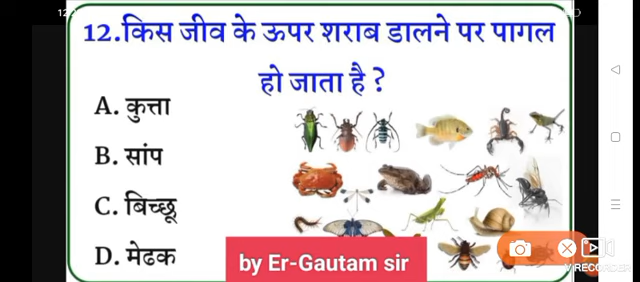 12.किस जीव के ऊपर शराब डालने पर पागल
हो जाता है ?
A. कुत्ता
B. सांप
C. बिच्छू
D. मेढक
by Er-Gautam sir